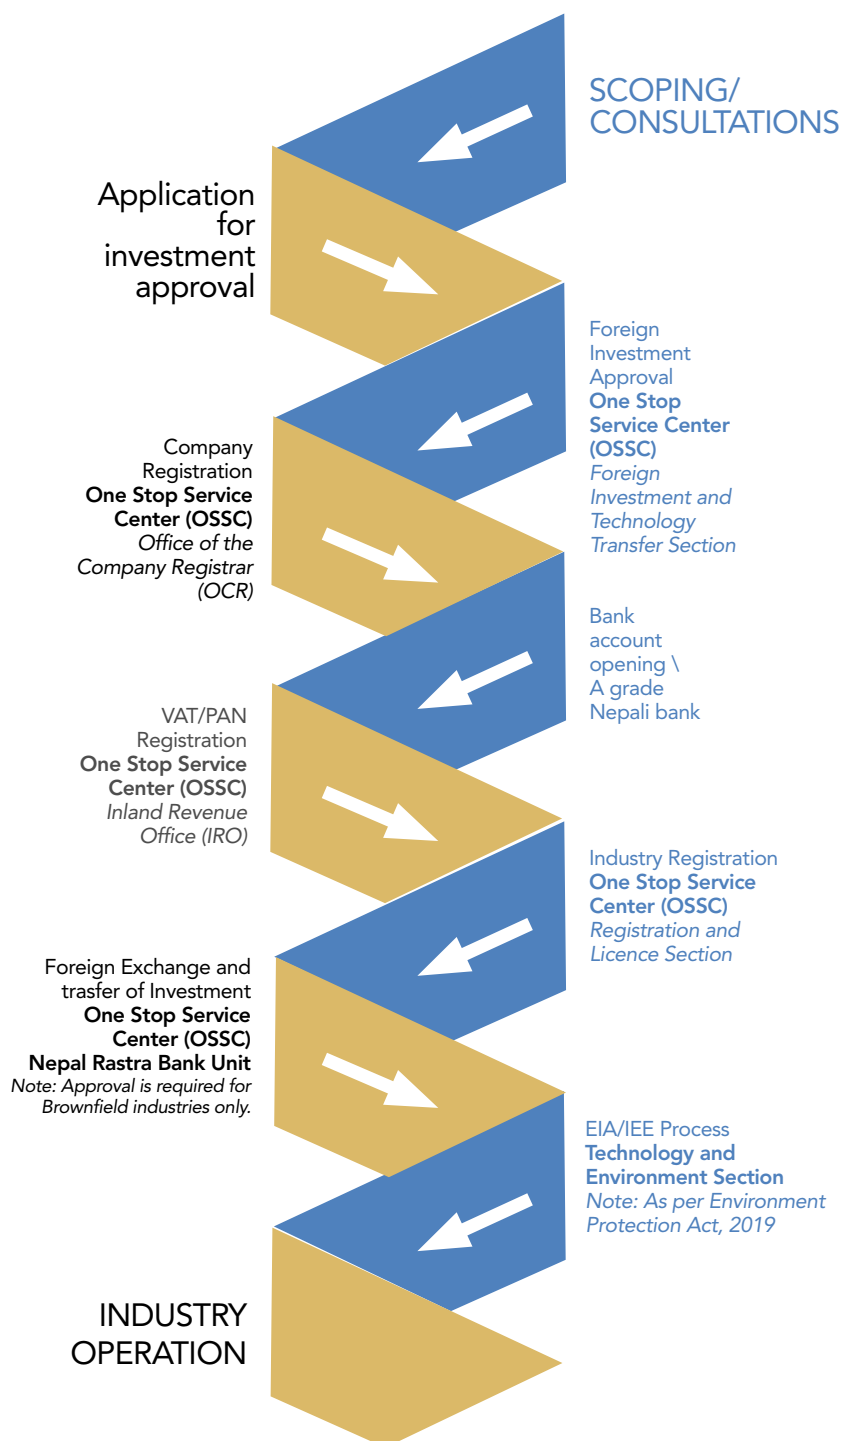 SCOPING/
CONSULTATIONS
Application
for
investment
approval
Foreign
Investment
Approval
One Stop
Service Center
(OSSC)
Foreign
Investment and
Technology
Transfer Section
Company
Registration
One Stop Service
Center (OSSC)
Office of the
Company Registrar
(OCR)
Bank
account
opening \
A grade
Nepali bank
VAT/PAN
Registration
One Stop Service
Center (OSSC)
Inland Revenue
Office (IRO)
Industry Registration
One Stop Service
Center (OSSC)
Registration and
Licence Section
Foreign Exchange and
trasfer of Investment
One Stop Service
Center (OSSC)
Nepal Rastra Bank Unit
Note: Approval is required for
Brownfield industries only.
EIA/IEE Process
Technology and
Environment Section
Note: As per Environment
Protection Act, 2019
INDUSTRY
OPERATION